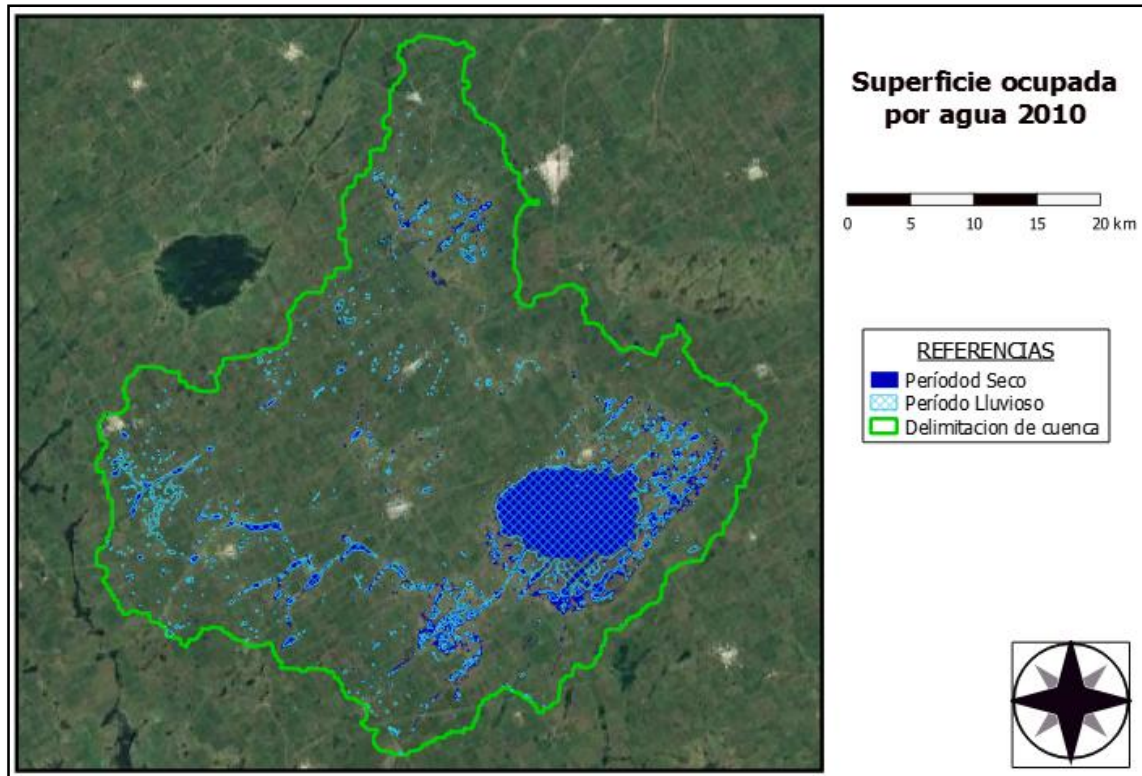 Superficie ocupada
por agua 2010
0 5 10 15 20 km
REFERENCIAS
Períodod Seco
Período Lluvioso
Delimitacion de cuenca